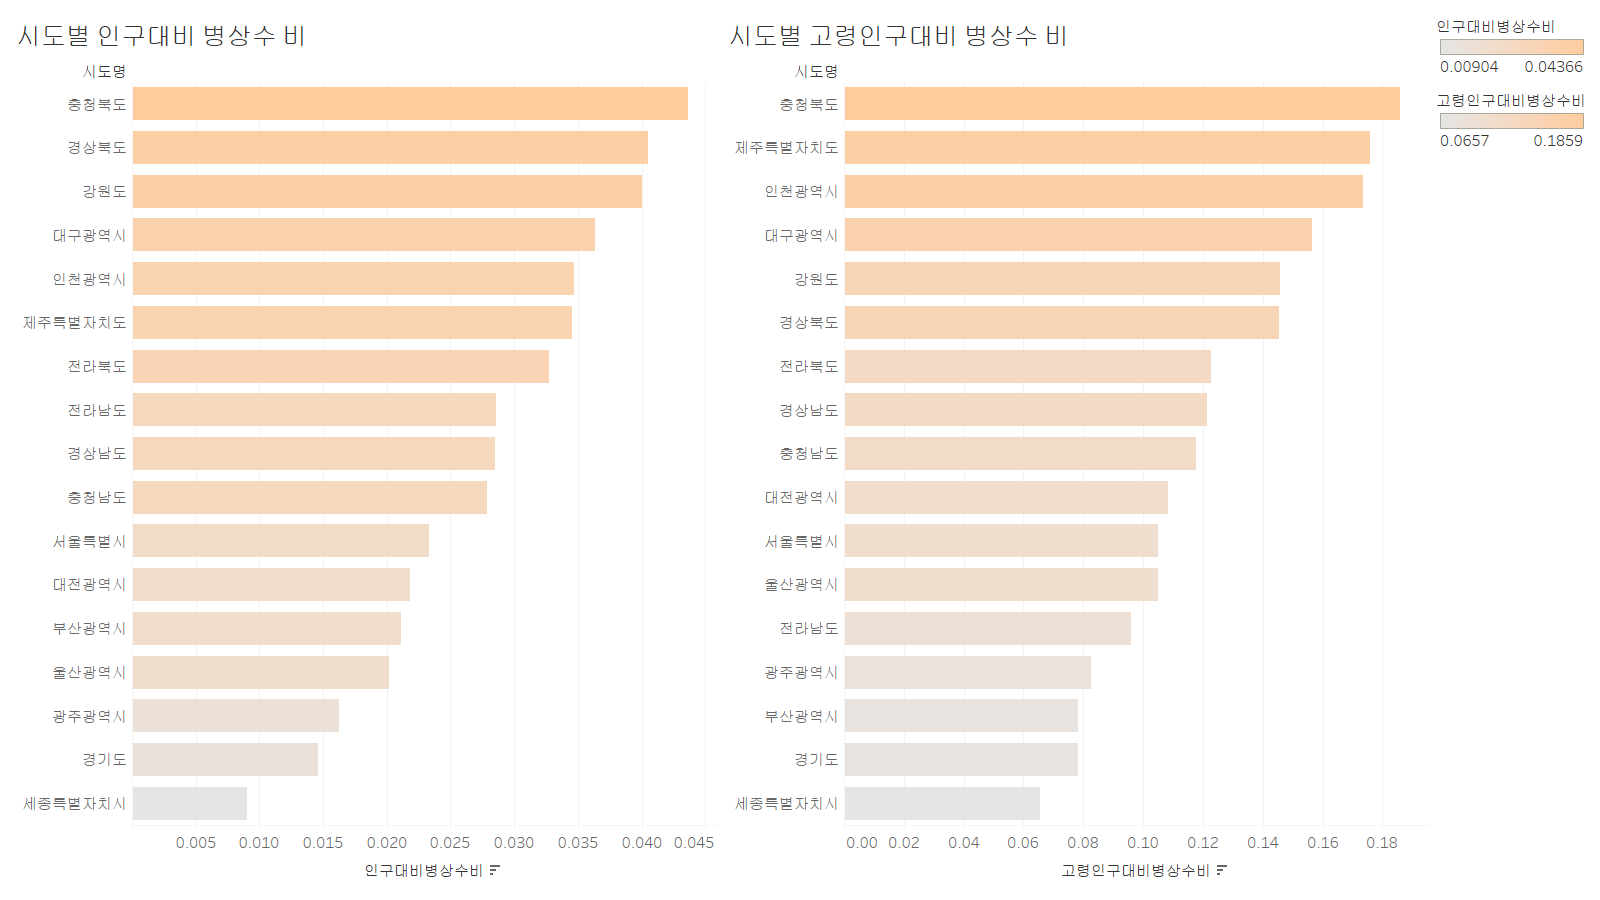 시도별 인구대비 병상수 비
시도명
충청북도
경상북도
강원도
대구광역시
인천광역시
제주특별자치도
전라북도
전라남도
경상남도
충청남도
서울특별시
대전광역시
부산광역시
울산광역시
광주광역시
경기도
세종특별자치시
0.005 0.010 0.015 0.020 0.025 0.030 0.035 0.040 0.045
인구대비병상수비
시도별 고령인구대비 병상수 비
시도명
충청북도
제주특별자치도
인천광역시
대구광역시
강원도
경상북도
전라북도
경상남도
충청남도
대전광역시
서울특별시
울산광역시
전라남도
광주광역시
부산광역시
경기도
세종특별자치시
0.00 0.02 0.04 0.06 0.08 0.10 0.12 0.14 0.16 0.18
고령인구대비병상수비
인구대비병상수비
0.00904 0.04366
고령인구대비병상수비
0.0657 0.1859